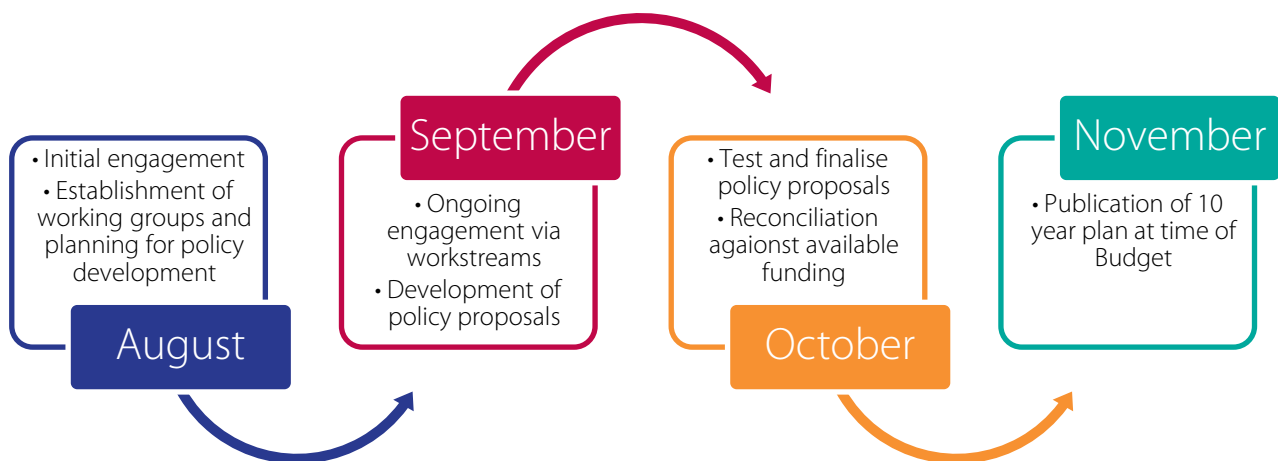 • Initial engagement
• Establishment of
working groups and
planning for policy
development
August
September
• Ongoing
engagement via
workstreams
• Development of
policy proposals
• Test and finalise
policy proposals
• Reconciliation
agaionst available
funding
October
November
• Publication of 10
year plan at time of
Budget